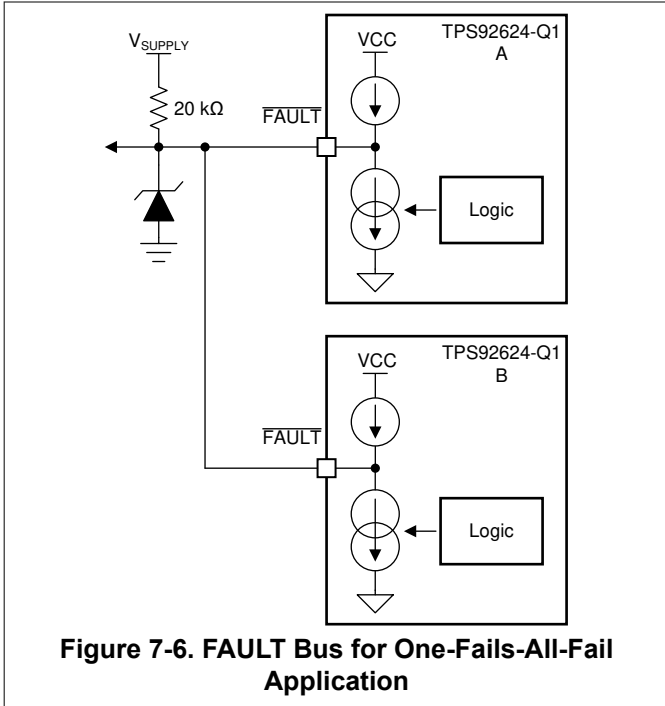 TPS92624-Q1
A
VCC
V_SUPPLY
20 kΩ
FAULT
Logic
TPS92624-Q1
B
VCC
FAULT
Logic
Figure 7-6. FAULT Bus for One-Fails-All-Fail
Application